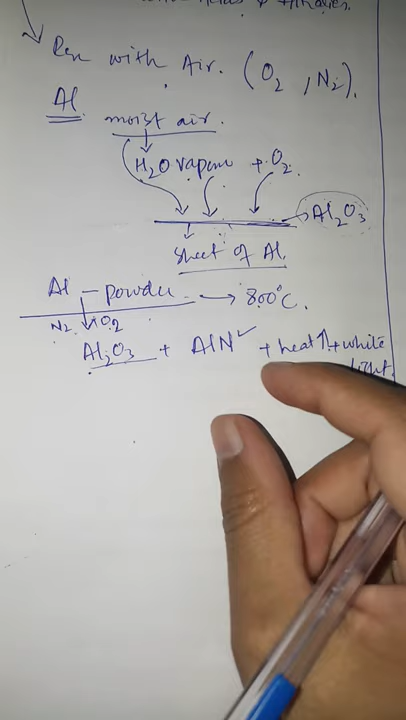 Rxn with Air. (O2, N2).
Al moist air.
H2O vapour + O2.
Al2O3
sheet of Al.
Al - powder → 800°C.
N2 O2
Al2O3 + AlN ✓ + heat ↑ + white
light.